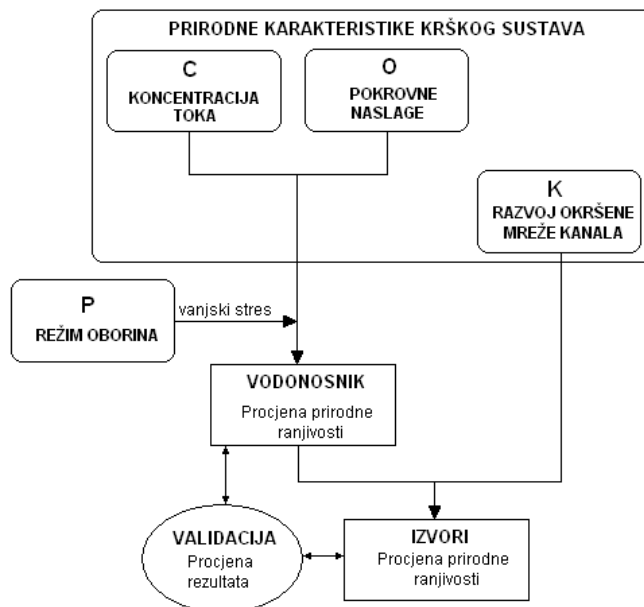 PRIRODNE KARAKTERISTIKE KRŠKOG SUSTAVA
C
KONCENTRACIJA
TOKA
O
POKROVNE
NASLAGE
K
RAZVOJ OKRŠENE
MREŽE KANALA
P
REŽIM OBORINA
vanjski stres
VODONOSNIK
Procjena prirodne
ranjivosti
VALIDACIJA
Procjena
rezultata
IZVORI
Procjena prirodne
ranjivosti